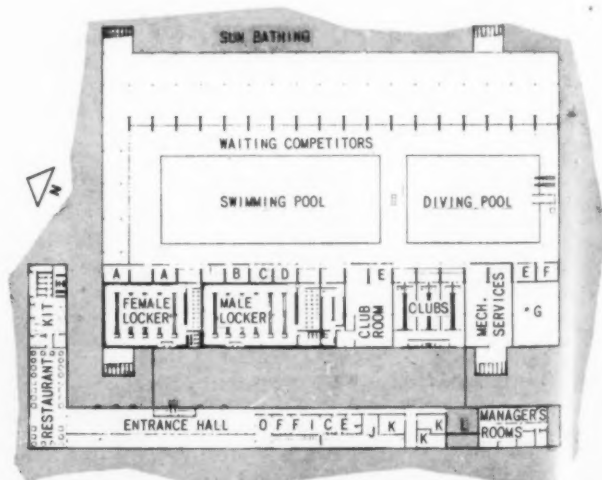 SUN BATHING
WAITING COMPETITORS
N
SWIMMING POOL
DIVING POOL
A A B C D E E F
FEMALE LOCKER
MALE LOCKER
CLUB ROOM
CLUBS
MECH. SERVICES
G
KIT
RESTAURANT
ENTRANCE HALL
OFFICE
J K K K L
MANAGER'S ROOMS